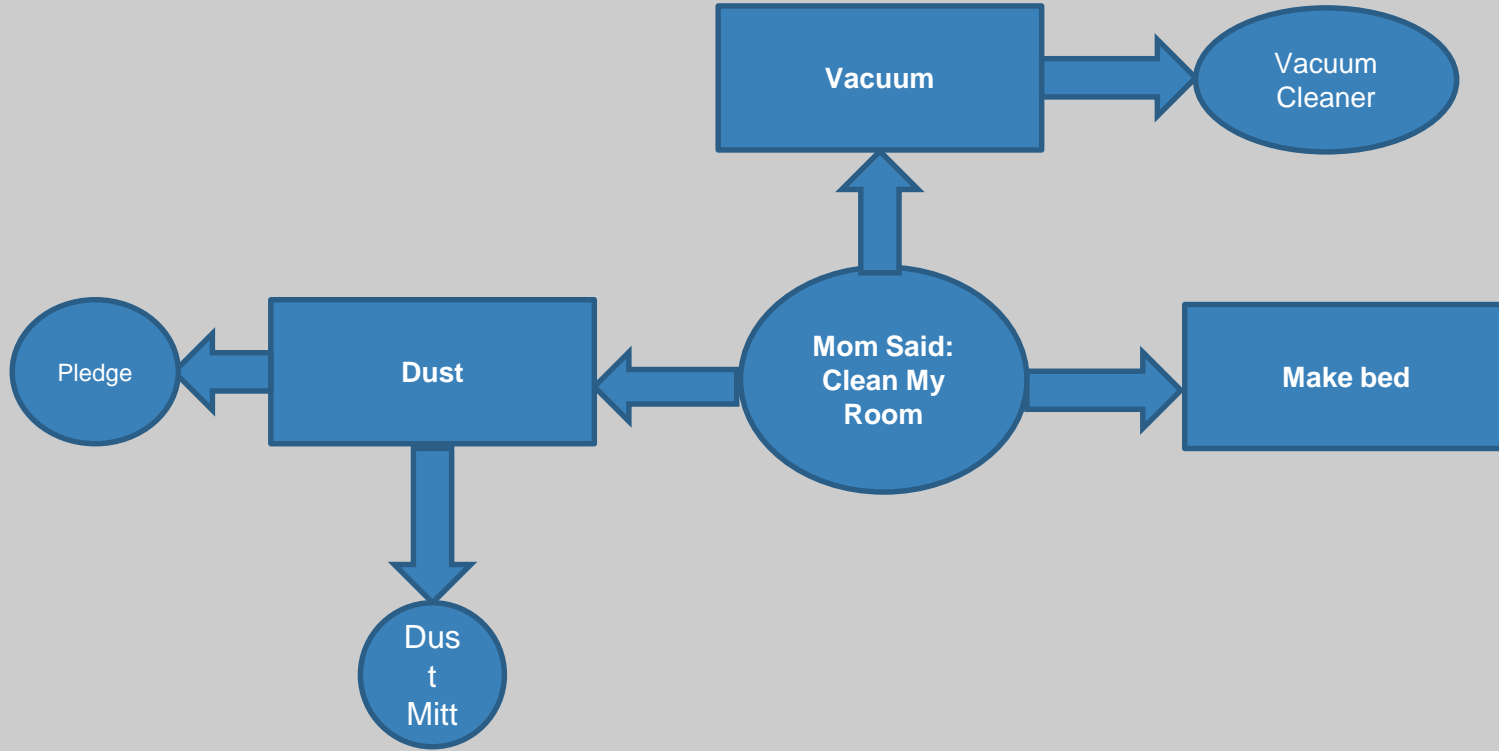 Vacuum
Vacuum
Cleaner
Pledge
Dust
Mom Said:
Clean My
Room
Make bed
Dus
t
Mitt